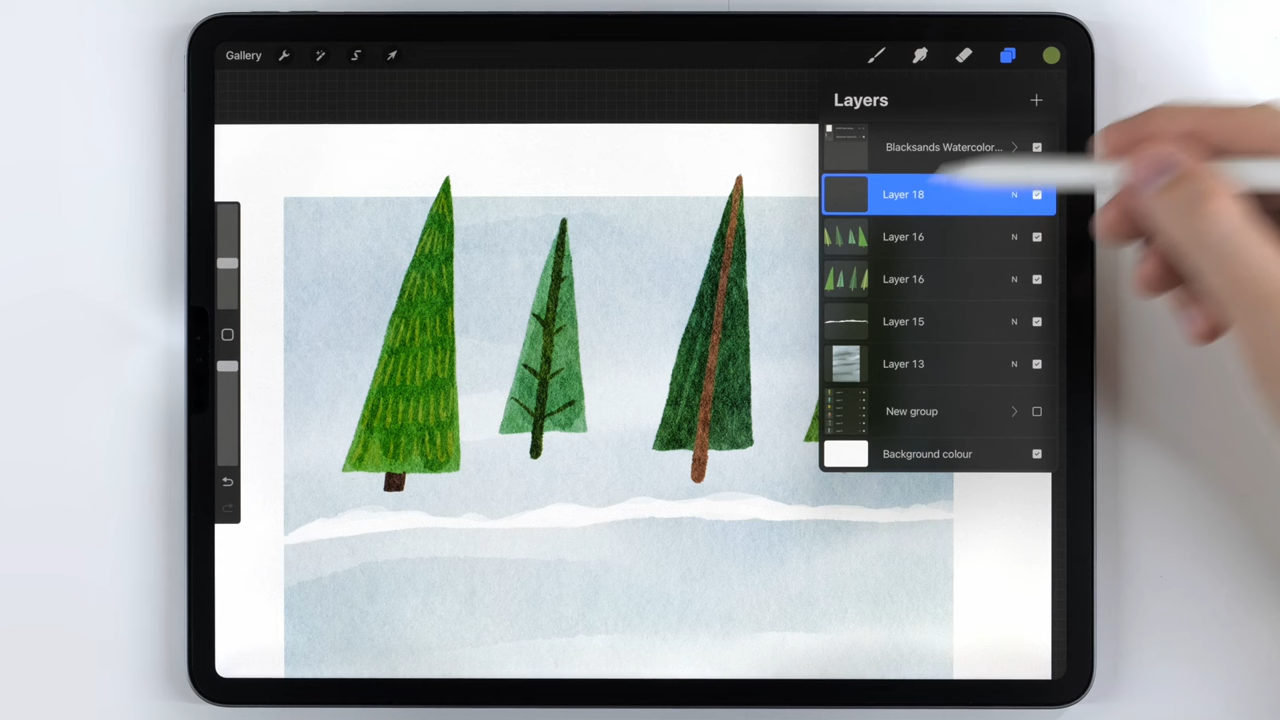 Gallery
Layers
Blacksands Watercolor...
Layer 18 N
Layer 16 N
Layer 16 N
Layer 15 N
Layer 13 N
New group
Background colour